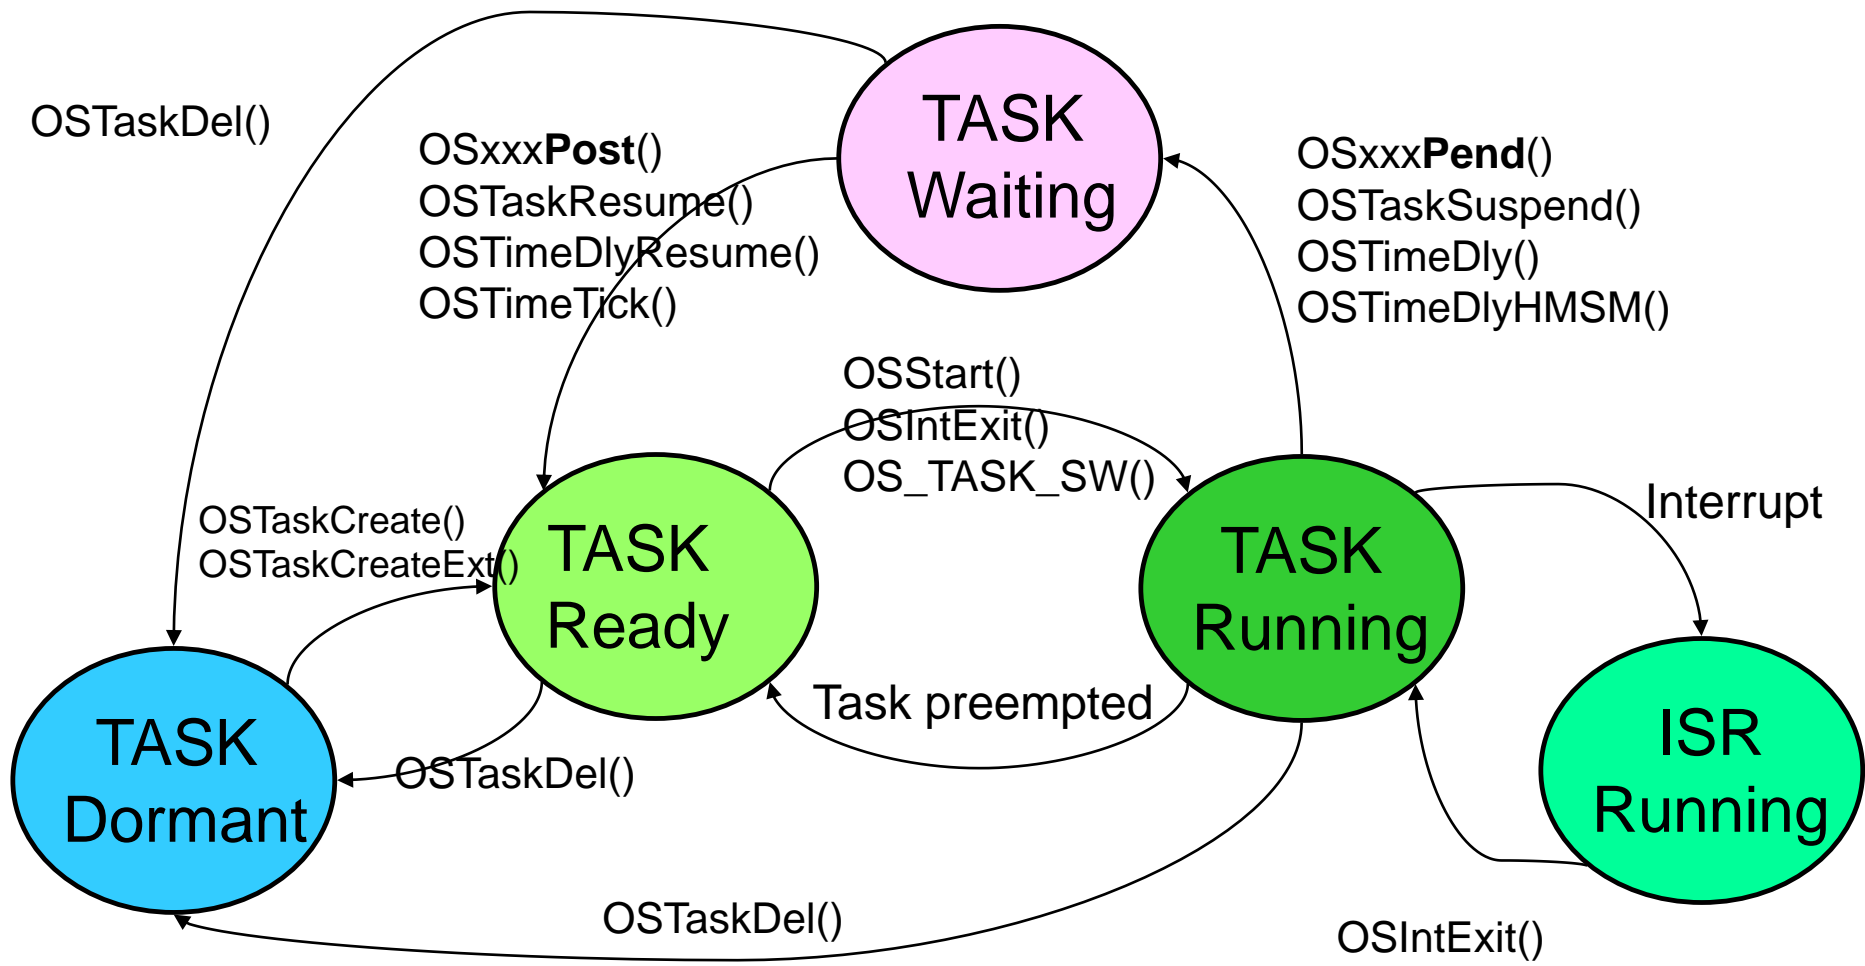 OSTaskDel()
OSxxxPost()
OSTaskResume()
OSTimeDlyResume()
OSTimeTick()
TASK
Waiting
OSxxxPend()
OSTaskSuspend()
OSTimeDly()
OSTimeDlyHMSM()
OSStart()
OSIntExit()
OS_TASK_SW()
OSTaskCreate()
OSTaskCreateExt()
TASK
Ready
TASK
Running
Interrupt
Task preempted
TASK
Dormant
OSTaskDel()
ISR
Running
OSTaskDel()
OSIntExit()